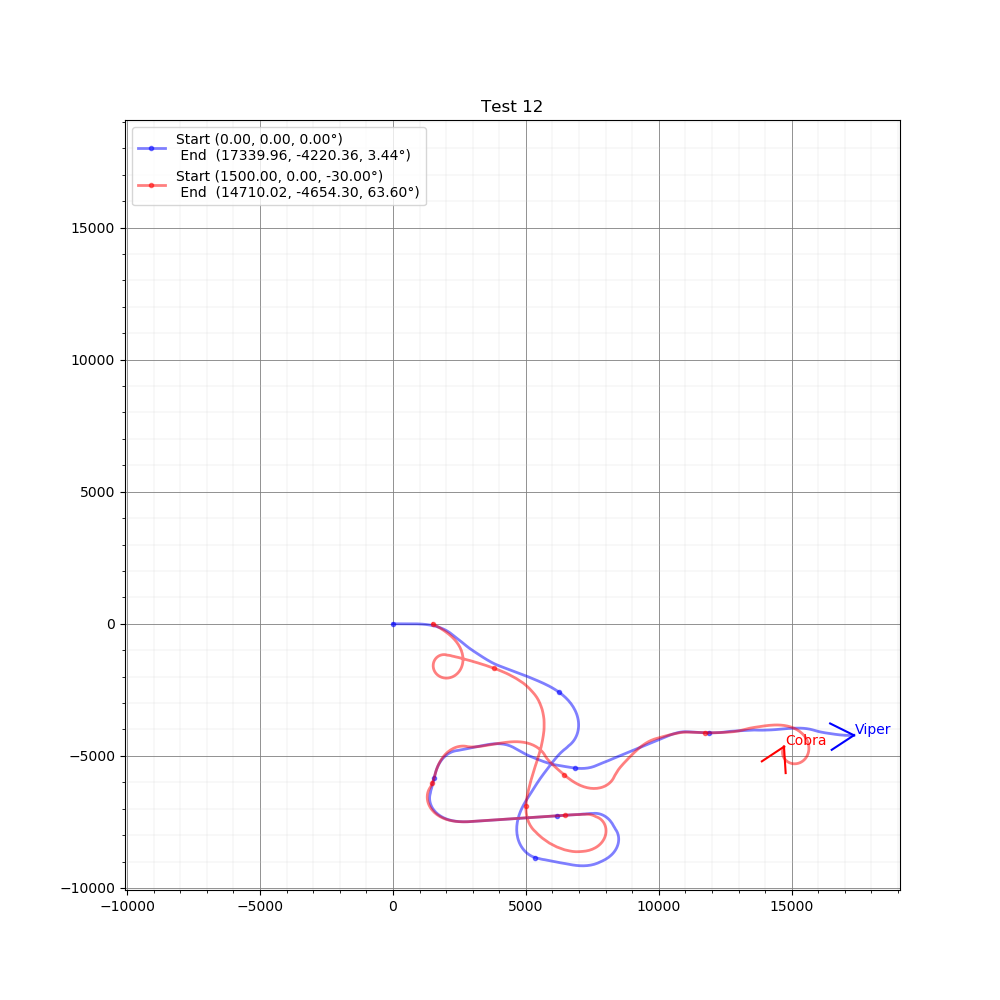 Test 12
Start (0.00, 0.00, 0.00°)
End (17339.96, -4220.36, 3.44°)
Start (1500.00, 0.00, -30.00°)
End (14710.02, -4654.30, 63.60°)
15000
10000
5000
0
Viper
Cobra
−5000
−10000
−10000 −5000 0 5000 10000 15000